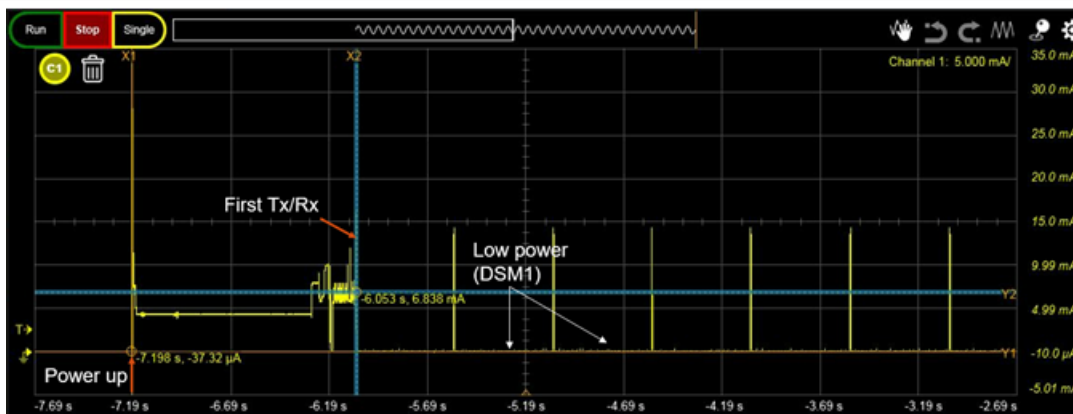 Run Stop Single
X1 X2
C1
Channel 1: 5.000 mA/
35.0 mA
30.0 mA
25.0 mA
20.0 mA
First Tx/Rx
15.0 mA
Low power
(DSM1)
9.99 mA
-6.053 s, 6.838 mA
Y2
4.99 mA
T
-7.198 s, -37.32 µA
Y1
-10.0 µA
Power up
-5.01 mA
-7.69 s -7.19 s -6.69 s -6.19 s -5.69 s -5.19 s -4.69 s -4.19 s -3.69 s -3.19 s -2.69 s